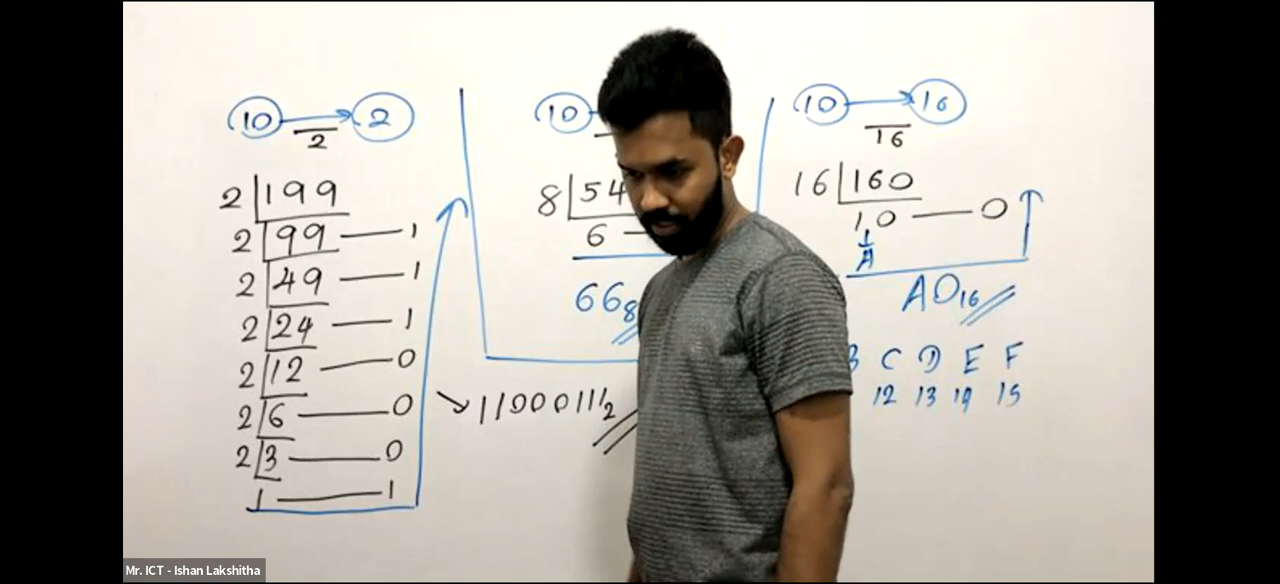 10 → 2
2
2 199
2 99 — 1
2 49 — 1
2 24 — 1
2 12 — 0
2 6 — 0
2 3 — 0
1 — 1
→ 11000111₂
10
8 54
6 —
66₈
10 → 16
16
16 160
10 — 0
A
A0₁₆
C D E F
12 13 14 15
Mr. ICT - Ishan Lakshitha